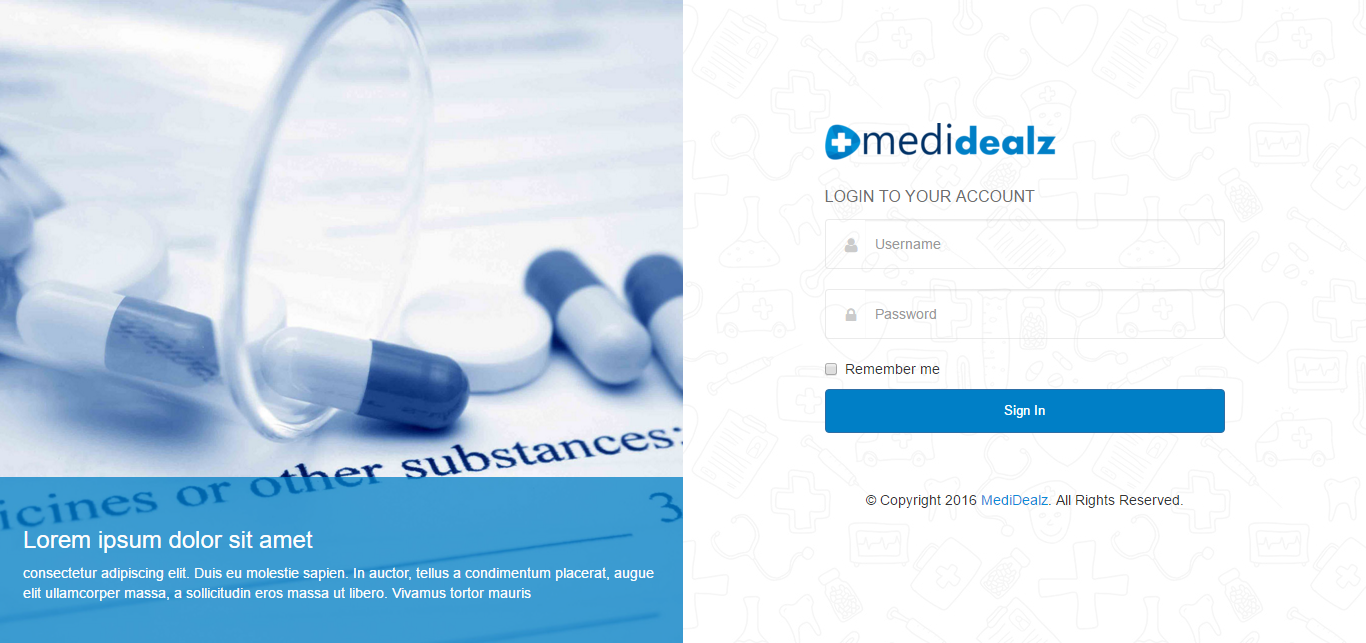 other substances:
icines or
3
Lorem ipsum dolor sit amet
consectetur adipiscing elit. Duis eu molestie sapien. In auctor, tellus a condimentum placerat, augue
elit ullamcorper massa, a sollicitudin eros massa ut libero. Vivamus tortor mauris
medidealz
LOGIN TO YOUR ACCOUNT
Username
Password
Remember me
Sign In
© Copyright 2016 MediDealz. All Rights Reserved.